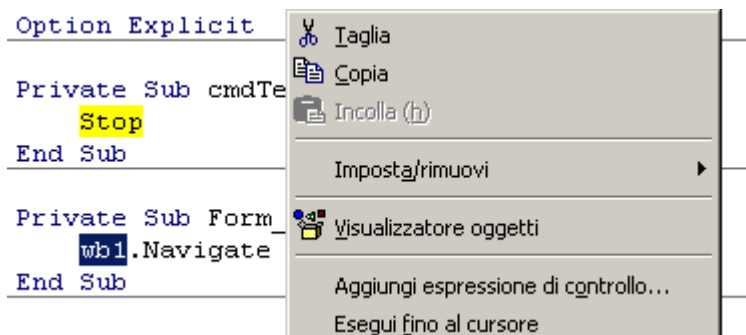 Option Explicit
Private Sub cmdTe
Stop
End Sub
Private Sub Form_
wb1.Navigate
End Sub
Taglia
Copia
Incolla (h)
Imposta/rimuovi
Visualizzatore oggetti
Aggiungi espressione di controllo...
Esegui fino al cursore